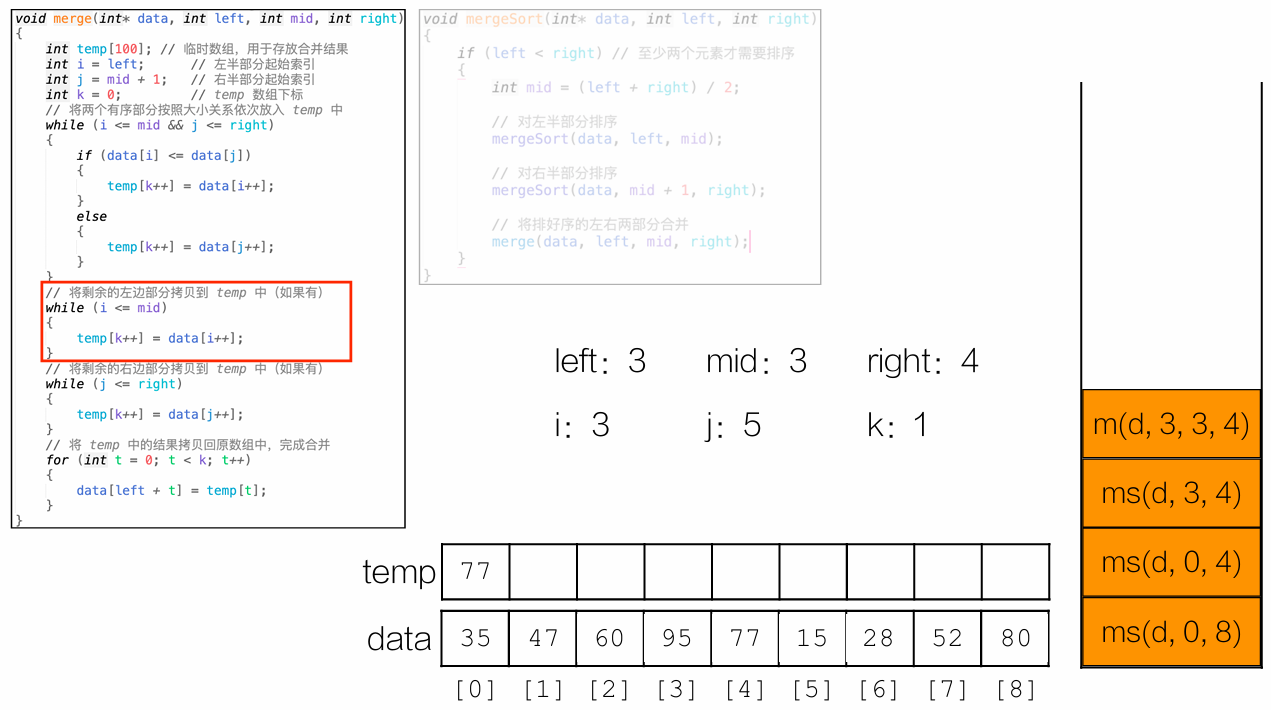 void merge(int* data, int left, int mid, int right)
{
int temp[100]; // 临时数组，用于存放合并结果
int i = left; // 左半部分起始索引
int j = mid + 1; // 右半部分起始索引
int k = 0; // temp 数组下标
// 将两个有序部分按照大小关系依次放入 temp 中
while (i <= mid && j <= right)
{
if (data[i] <= data[j])
{
temp[k++] = data[i++];
}
else
{
temp[k++] = data[j++];
}
}
// 将剩余的左边部分拷贝到 temp 中（如果有）
while (i <= mid)
{
temp[k++] = data[i++];
}
// 将剩余的右边部分拷贝到 temp 中（如果有）
while (j <= right)
{
temp[k++] = data[j++];
}
// 将 temp 中的结果拷贝回原数组中，完成合并
for (int t = 0; t < k; t++)
{
data[left + t] = temp[t];
}
}
void mergeSort(int* data, int left, int right)
{
if (left < right) // 至少两个元素才需要排序
{
int mid = (left + right) / 2;
// 对左半部分排序
mergeSort(data, left, mid);
// 对右半部分排序
mergeSort(data, mid + 1, right);
// 将排好序的左右两部分合并
merge(data, left, mid, right);
}
}
left: 3 mid: 3 right: 4
i: 3 j: 5 k: 1
m(d, 3, 3, 4)
ms(d, 3, 4)
ms(d, 0, 4)
ms(d, 0, 8)
temp 77
data 35 47 60 95 77 15 28 52 80
[0] [1] [2] [3] [4] [5] [6] [7] [8]